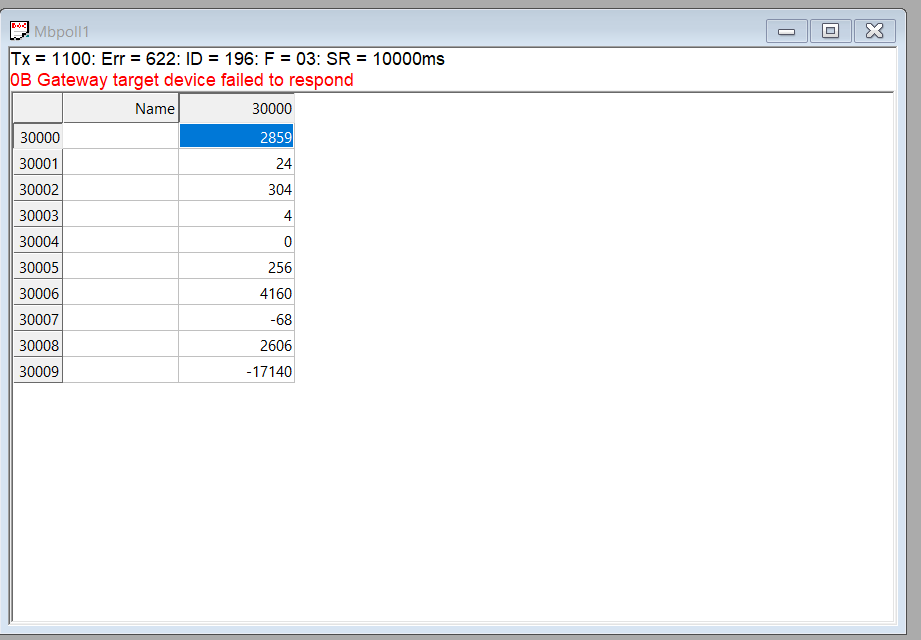 Mbpoll1
Tx = 1100: Err = 622: ID = 196: F = 03: SR = 10000ms
0B Gateway target device failed to respond
Name 30000
30000 2859
30001 24
30002 304
30003 4
30004 0
30005 256
30006 4160
30007 -68
30008 2606
30009 -17140